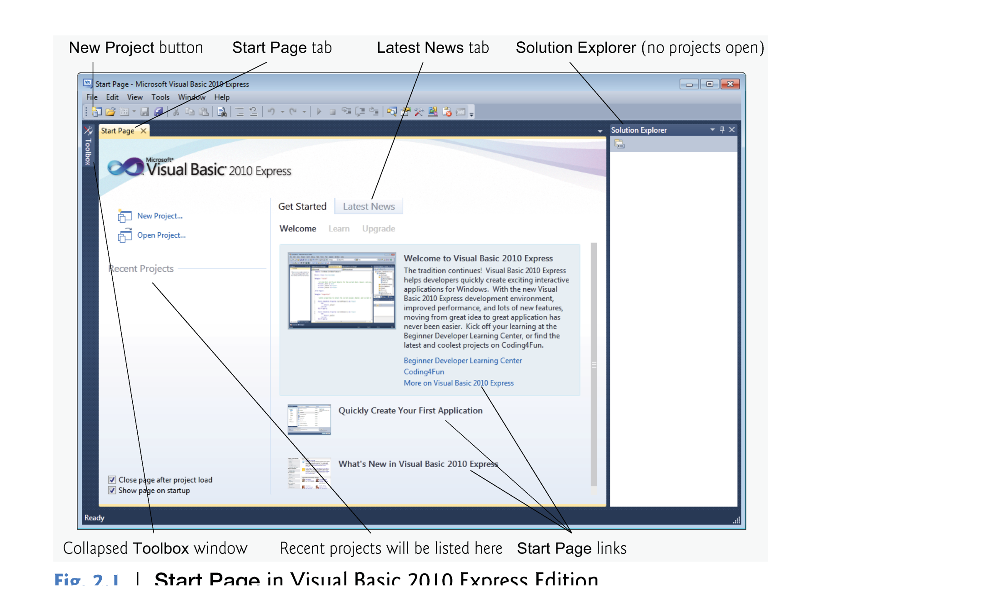 New Project button Start Page tab Latest News tab Solution Explorer (no projects open)
Start Page - Microsoft Visual Basic 2010 Express
File Edit View Tools Window Help
Toolbox
Start Page
Solution Explorer
Microsoft®
Visual Basic® 2010 Express
New Project...
Open Project...
Recent Projects
Get Started Latest News
Welcome Learn Upgrade
Welcome to Visual Basic 2010 Express
The tradition continues! Visual Basic 2010 Express
helps developers quickly create exciting interactive
applications for Windows. With the new Visual
Basic 2010 Express development environment,
improved performance, and lots of new features,
moving from great idea to great application has
never been easier. Kick off your learning at the
Beginner Developer Learning Center, or find the
latest and coolest projects on Coding4Fun.
Beginner Developer Learning Center
Coding4Fun
More on Visual Basic 2010 Express
Quickly Create Your First Application
What's New in Visual Basic 2010 Express
Close page after project load
Show page on startup
Ready
Collapsed Toolbox window Recent projects will be listed here Start Page links
Fig. 2.1 | Start Page in Visual Basic 2010 Express Edition